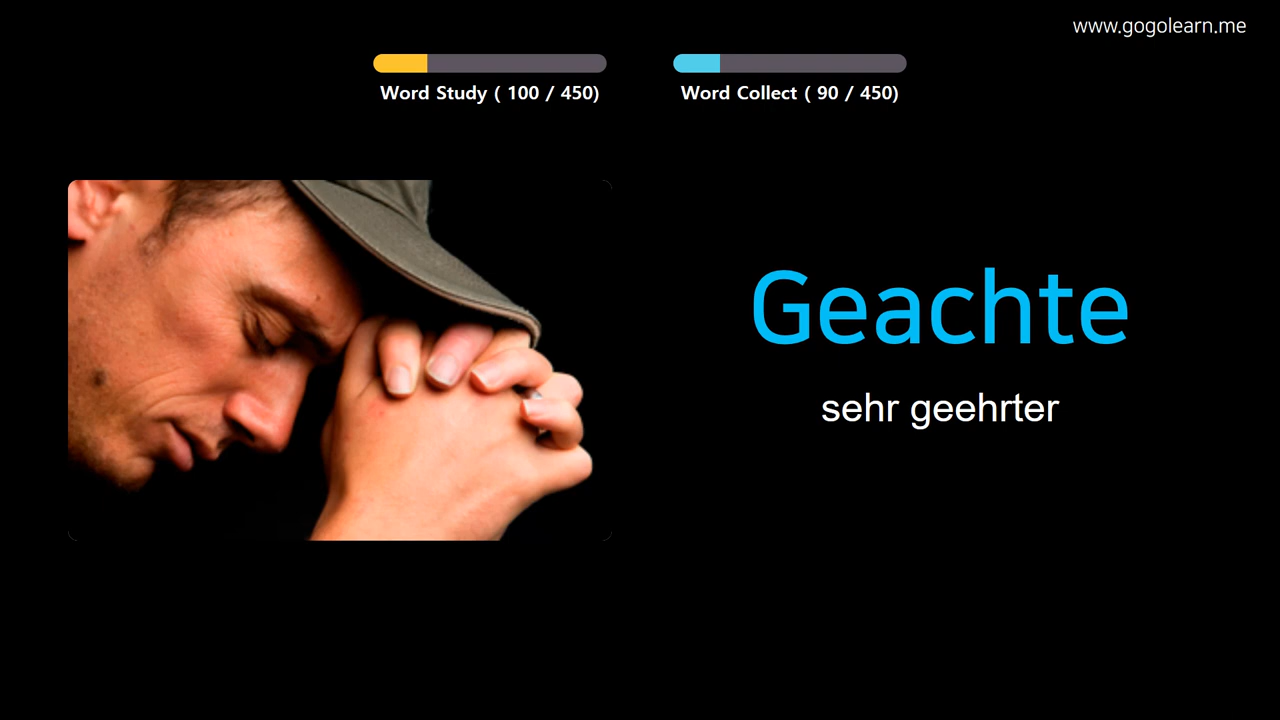 www.gogolearn.me
Word Study ( 100 / 450)
Word Collect ( 90 / 450)
Geachte
sehr geehrter